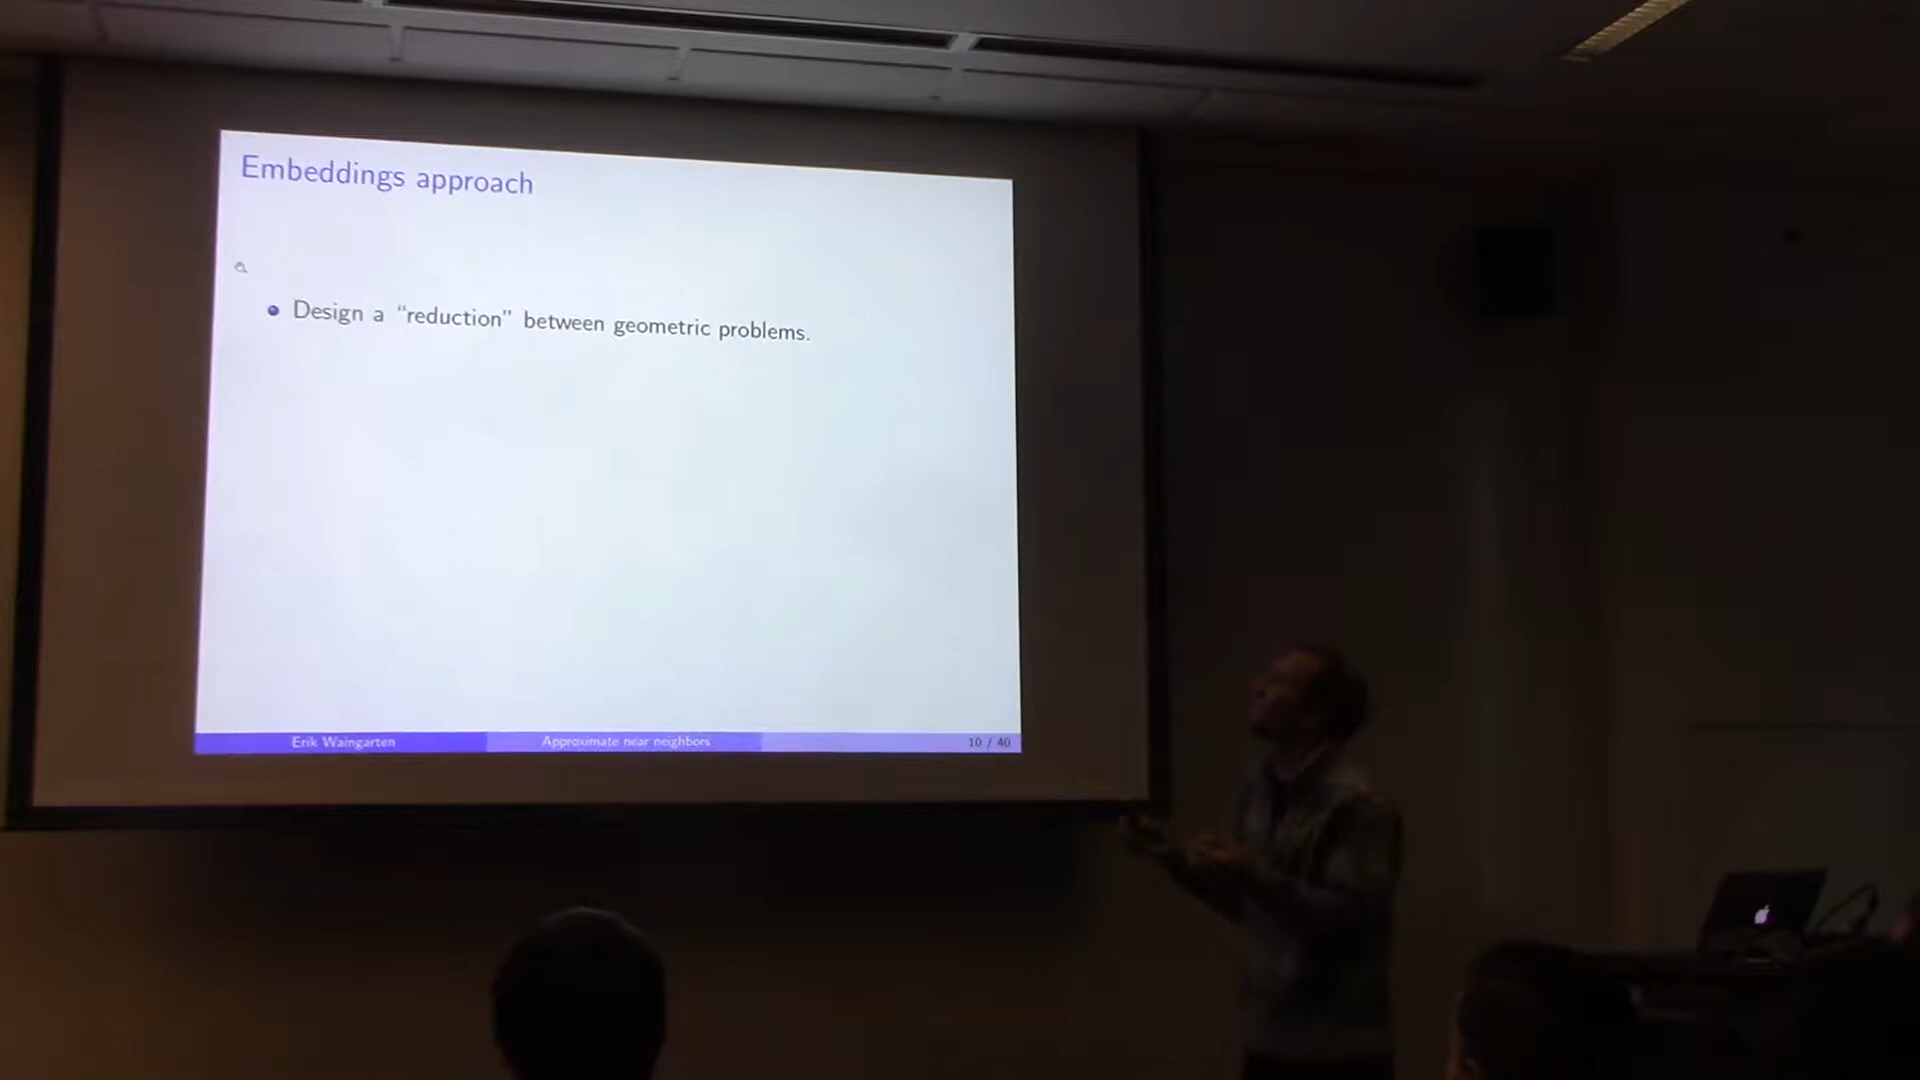 Embeddings approach
Design a “reduction” between geometric problems.
Erik Waingarten
Approximate near neighbors
10 / 40